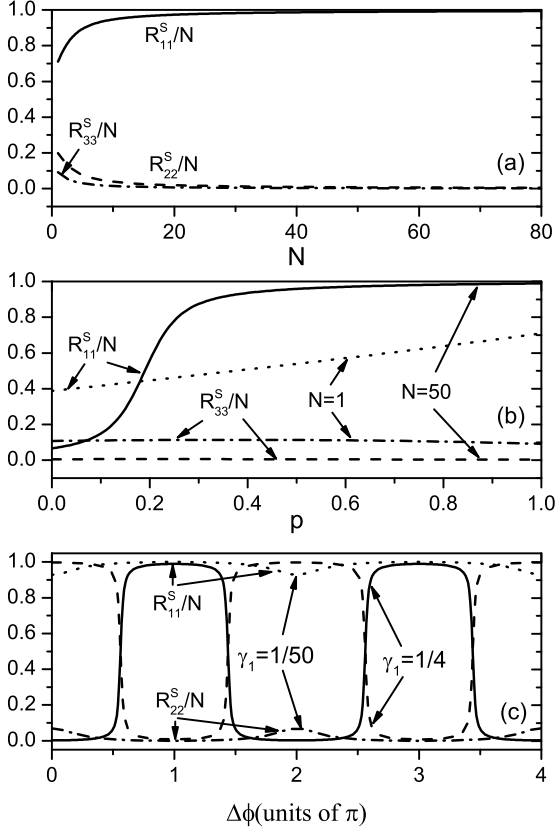 1.0
0.8
0.6
0.4
0.2
0.0
R^S_11/N
R^S_33/N
R^S_22/N
(a)
0 20 40 60 80
N
1.0
0.8
0.6
0.4
0.2
0.0
R^S_11/N
R^S_33/N
N=1
N=50
(b)
0.0 0.2 0.4 0.6 0.8 1.0
p
1.0
0.8
0.6
0.4
0.2
0.0
R^S_11/N
γ_1=1/50
γ_1=1/4
R^S_22/N
(c)
0 1 2 3 4
Δϕ(units of π)